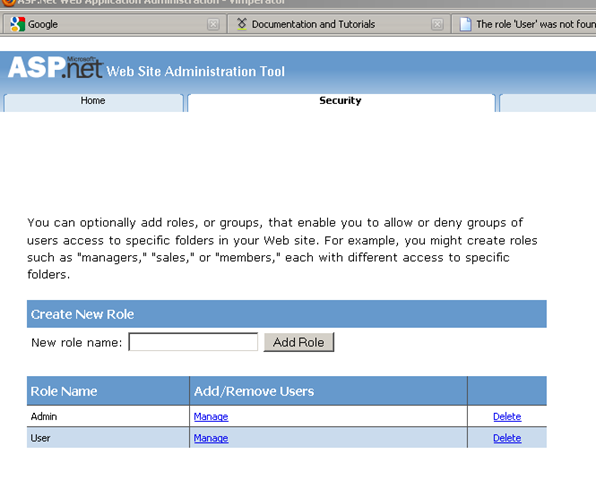 ASP.Net Web Application Administration - Vimperator
Google
Documentation and Tutorials
The role 'User' was not foun
ASP.net Microsoft Web Site Administration Tool
Home
Security
You can optionally add roles, or groups, that enable you to allow or deny groups of
users access to specific folders in your Web site. For example, you might create roles
such as "managers," "sales," or "members," each with different access to specific
folders.
Create New Role
New role name: Add Role
Role Name Add/Remove Users
Admin Manage Delete
User Manage Delete